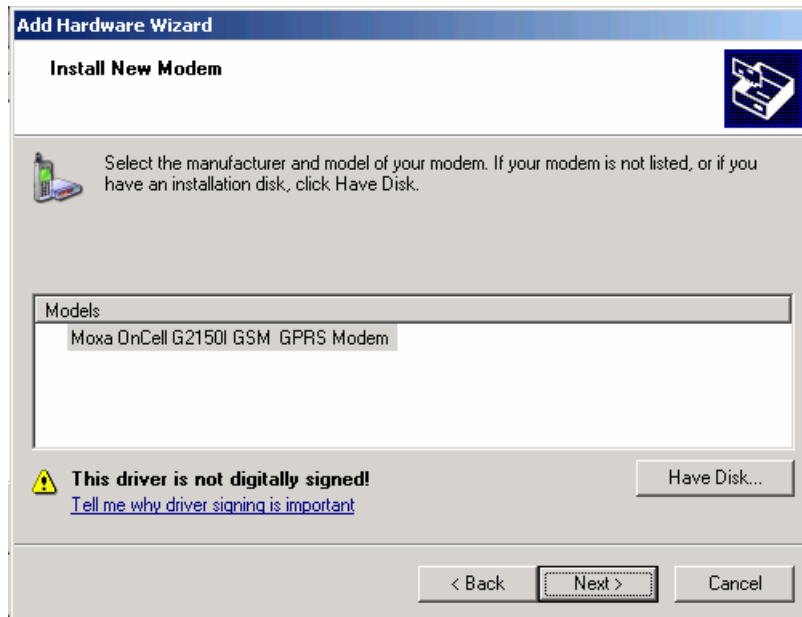 Add Hardware Wizard
Install New Modem
Select the manufacturer and model of your modem. If your modem is not listed, or if you
have an installation disk, click Have Disk.
Models
Moxa OnCell G2150I GSM  GPRS Modem
This driver is not digitally signed!
Have Disk...
Tell me why driver signing is important
< Back
Next >
Cancel